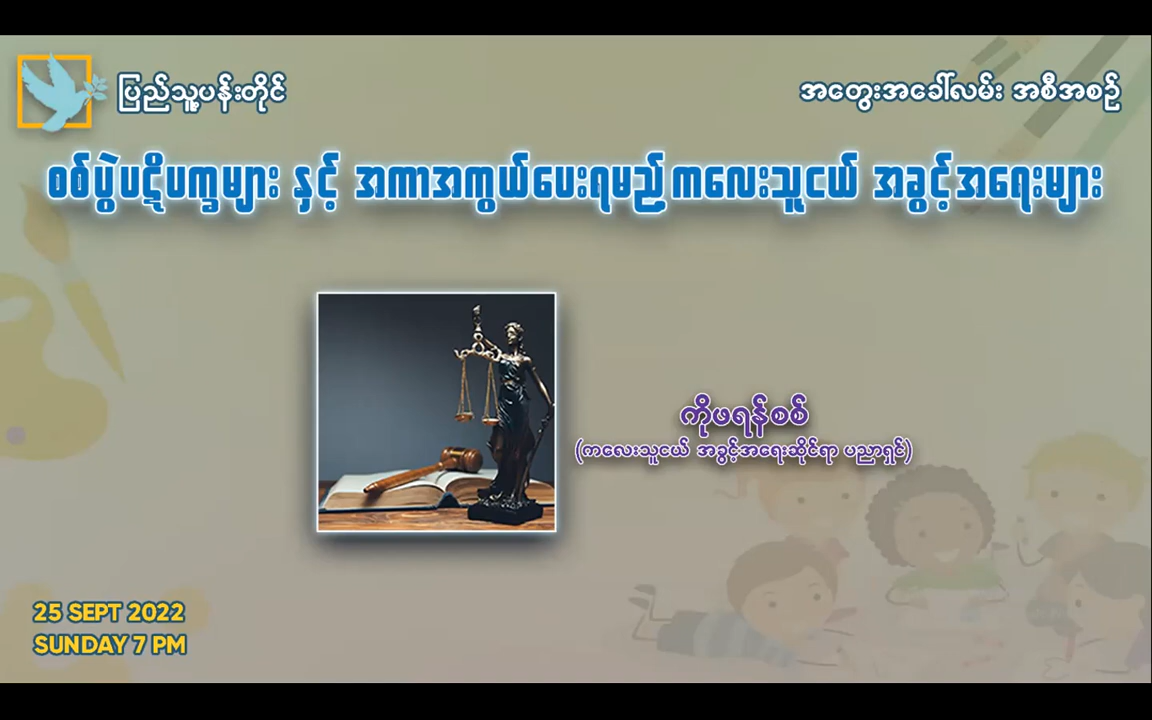 ပြည်သူ့ပန်းတိုင်
အတွေးအခေါ်လမ်း အစီအစဉ်
စစ်ပွဲပဋိပက္ခများ နှင့် အကာအကွယ်ပေးရမည့်ကလေးသူငယ် အခွင့်အရေးများ
ကိုဖရန်စစ်
(ကလေးသူငယ် အခွင့်အရေးဆိုင်ရာ ပညာရှင်)
25 SEPT 2022
SUNDAY 7 PM